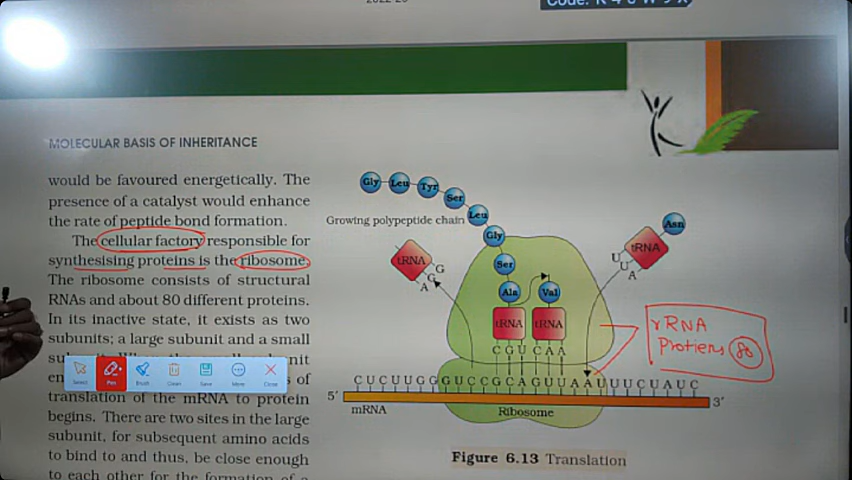 MOLECULAR BASIS OF INHERITANCE
would be favoured energetically. The
presence of a catalyst would enhance
the rate of peptide bond formation.
The cellular factory responsible for
synthesising proteins is the ribosome.
The ribosome consists of structural
RNAs and about 80 different proteins.
In its inactive state, it exists as two
subunits; a large subunit and a small
Select
Pen
Brush
Clean
Save
More
Close
of
translation of the mRNA to protein
begins. There are two sites in the large
subunit, for subsequent amino acids
to bind to and thus, be close enough
to each other for the formation of a
Gly Leu Tyr Ser Leu Gly Ser Ala Val
Growing polypeptide chain
Asn
tRNA
A G G
tRNA
U U A
tRNA tRNA
C G U C A A
rRNA
Protiens 80
C U C U U G G G U C C G C A G U U A A U U U C U A U C
5′
mRNA
Ribosome
3′
Figure 6.13 Translation